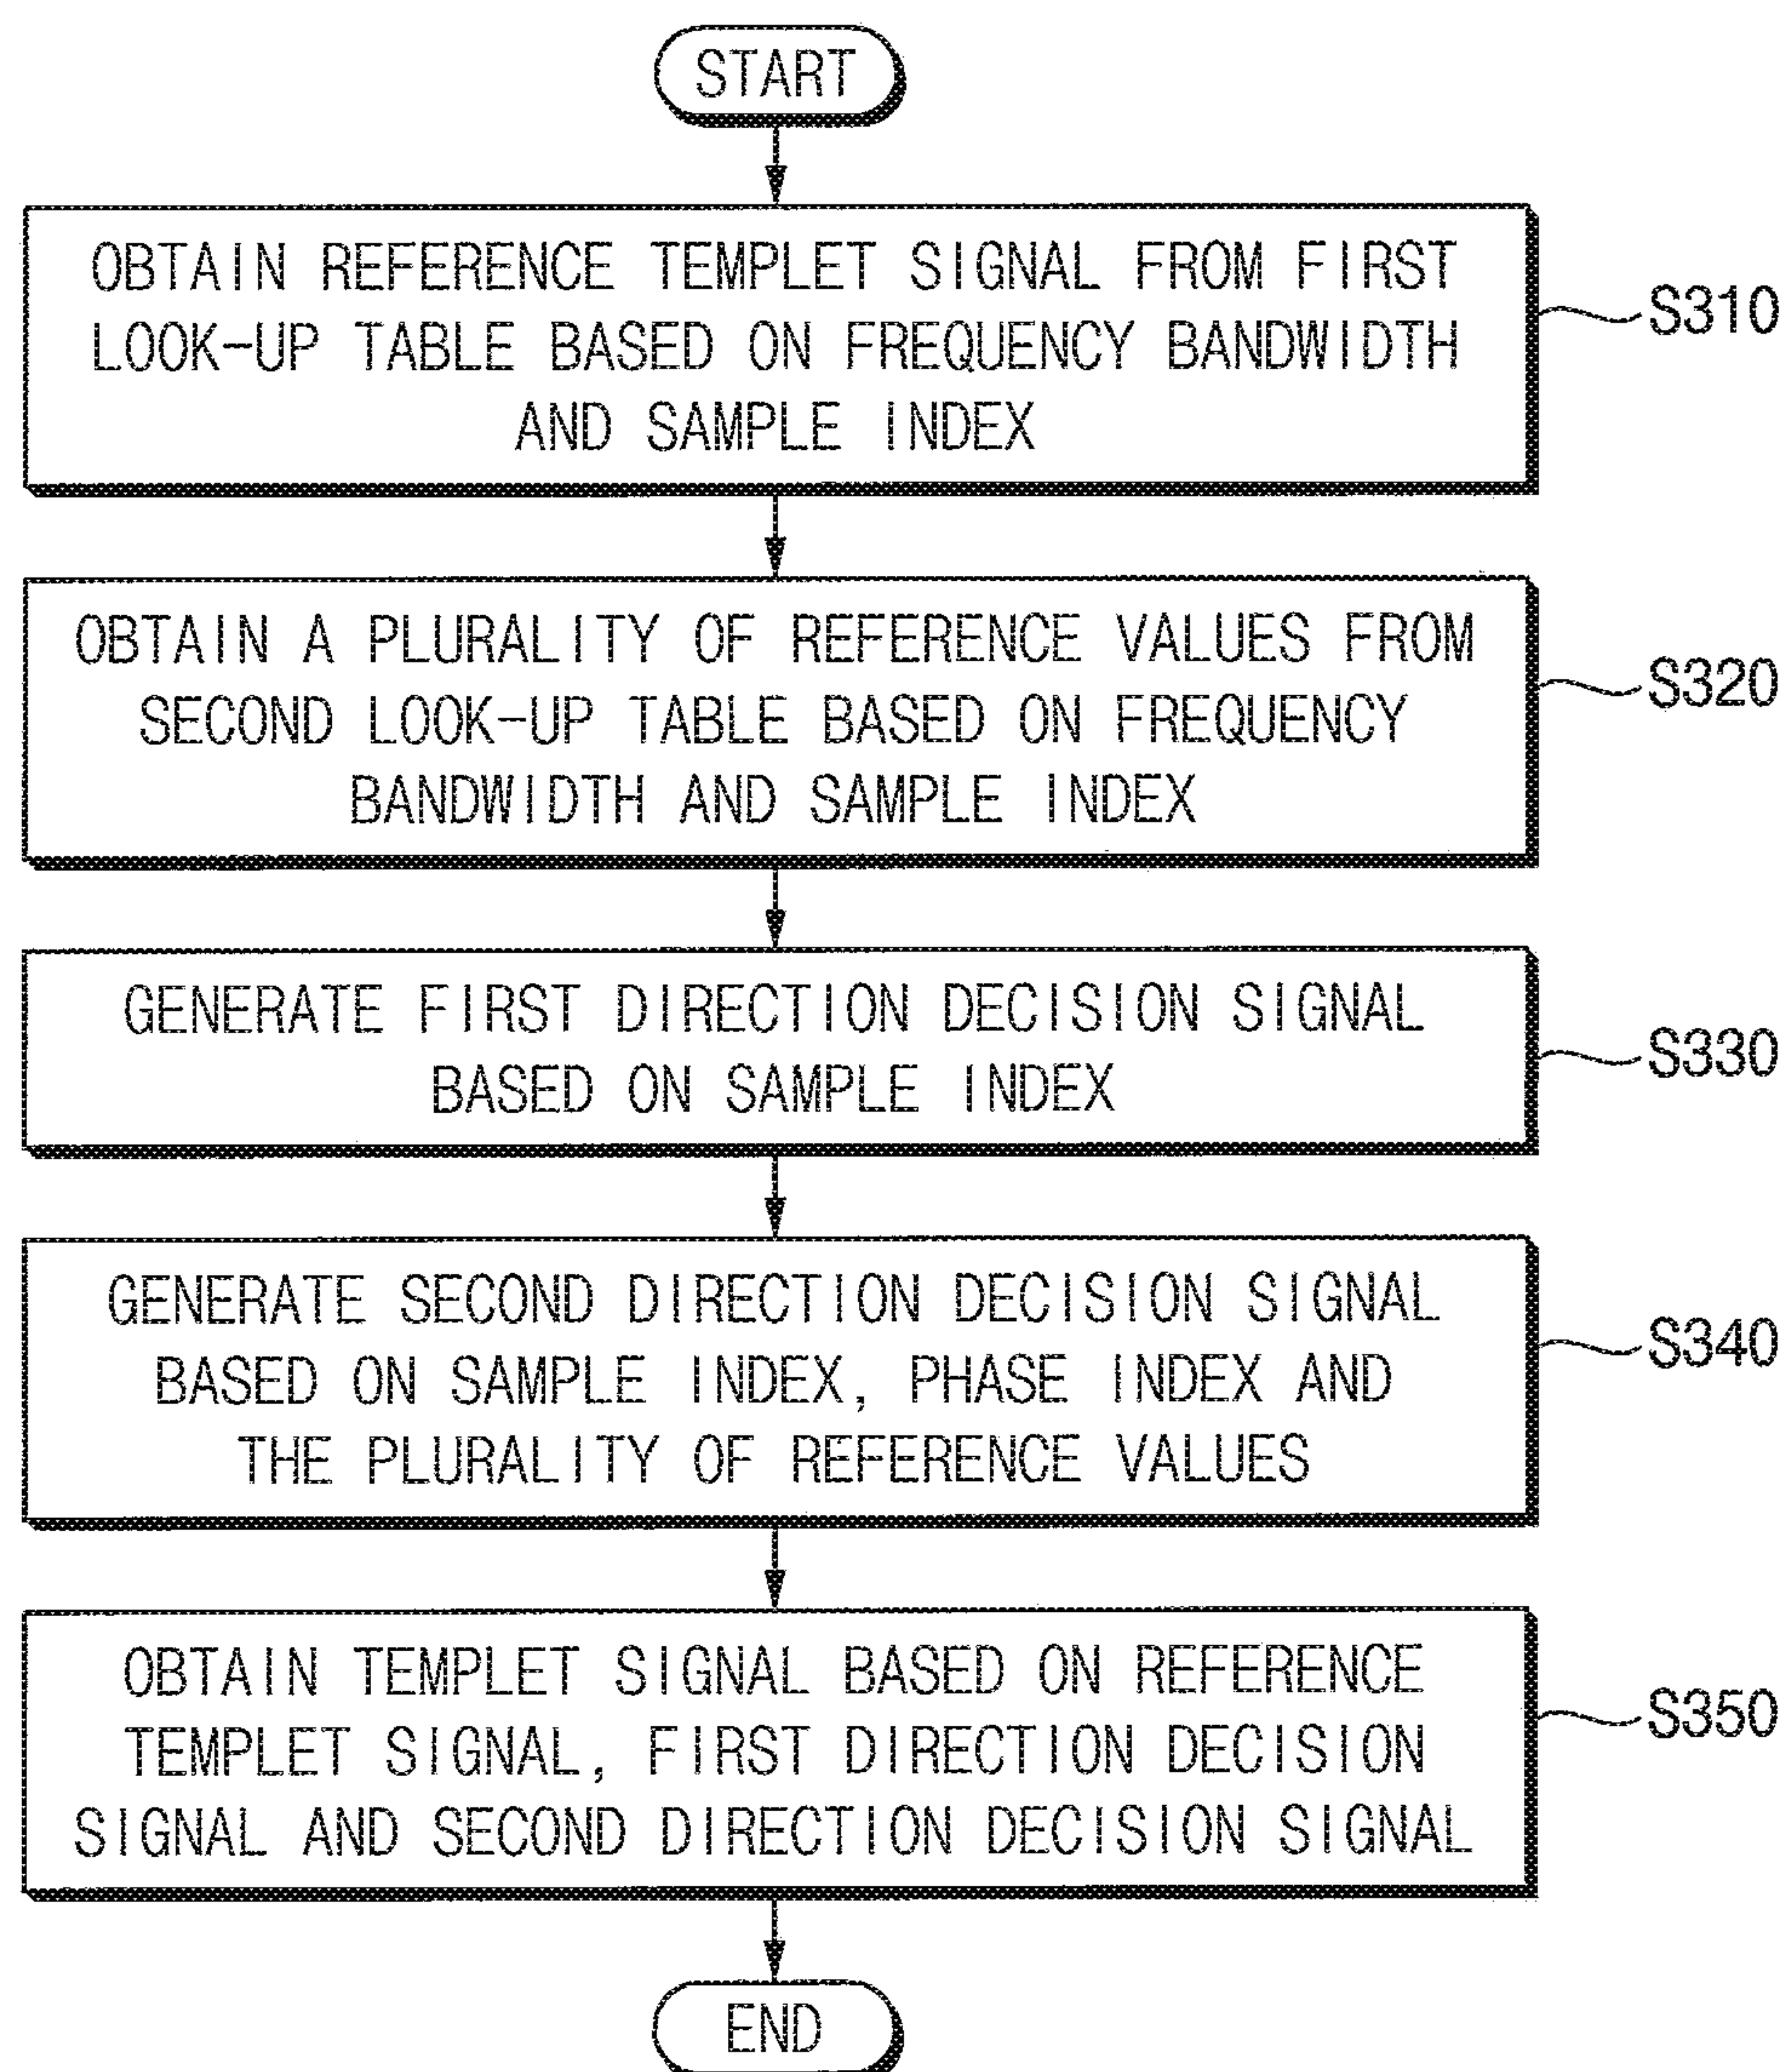 START
OBTAIN REFERENCE TEMPLET SIGNAL FROM FIRST
LOOK-UP TABLE BASED ON FREQUENCY BANDWIDTH
AND SAMPLE INDEX
S310
OBTAIN A PLURALITY OF REFERENCE VALUES FROM
SECOND LOOK-UP TABLE BASED ON FREQUENCY
BANDWIDTH AND SAMPLE INDEX
S320
GENERATE FIRST DIRECTION DECISION SIGNAL
BASED ON SAMPLE INDEX
S330
GENERATE SECOND DIRECTION DECISION SIGNAL
BASED ON SAMPLE INDEX, PHASE INDEX AND
THE PLURALITY OF REFERENCE VALUES
S340
OBTAIN TEMPLET SIGNAL BASED ON REFERENCE
TEMPLET SIGNAL, FIRST DIRECTION DECISION
SIGNAL AND SECOND DIRECTION DECISION SIGNAL
S350
END